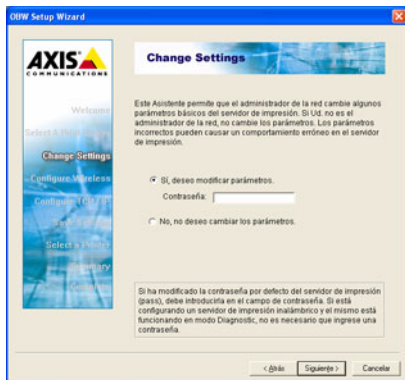 OBW Setup Wizard
AXIS
COMMUNICATIONS
Change Settings
Welcome
Select A Print Server
Change Settings
Configure Wireless
Configure TCP/IP
Select a Printer
Summary
Este Asistente permite que el administrador de la red cambie algunos
parámetros básicos del servidor de impresión. Si Ud. no es el
administrador de la red, no cambie los parámetros. Los parámetros
incorrectos pueden causar un comportamiento erróneo en el servidor
de impresión.
Sí, deseo modificar parámetros.
Contraseña:
No, no deseo cambiar los parámetros.
Si ha modificado la contraseña por defecto del servidor de impresión
(pass), debe introducirla en el campo de contraseña. Si está
configurando un servidor de impresión inalámbrico y el mismo está
funcionando en modo Diagnostic, no es necesario que ingrese una
contraseña.
< Atrás
Siguiente >
Cancelar